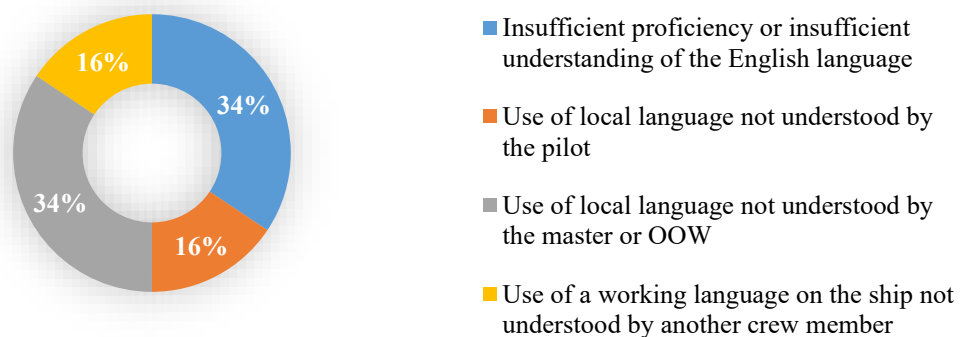 16%
34%
34%
16%
Insufficient proficiency or insufficient
understanding of the English language
Use of local language not understood by
the pilot
Use of local language not understood by
the master or OOW
Use of a working language on the ship not
understood by another crew member